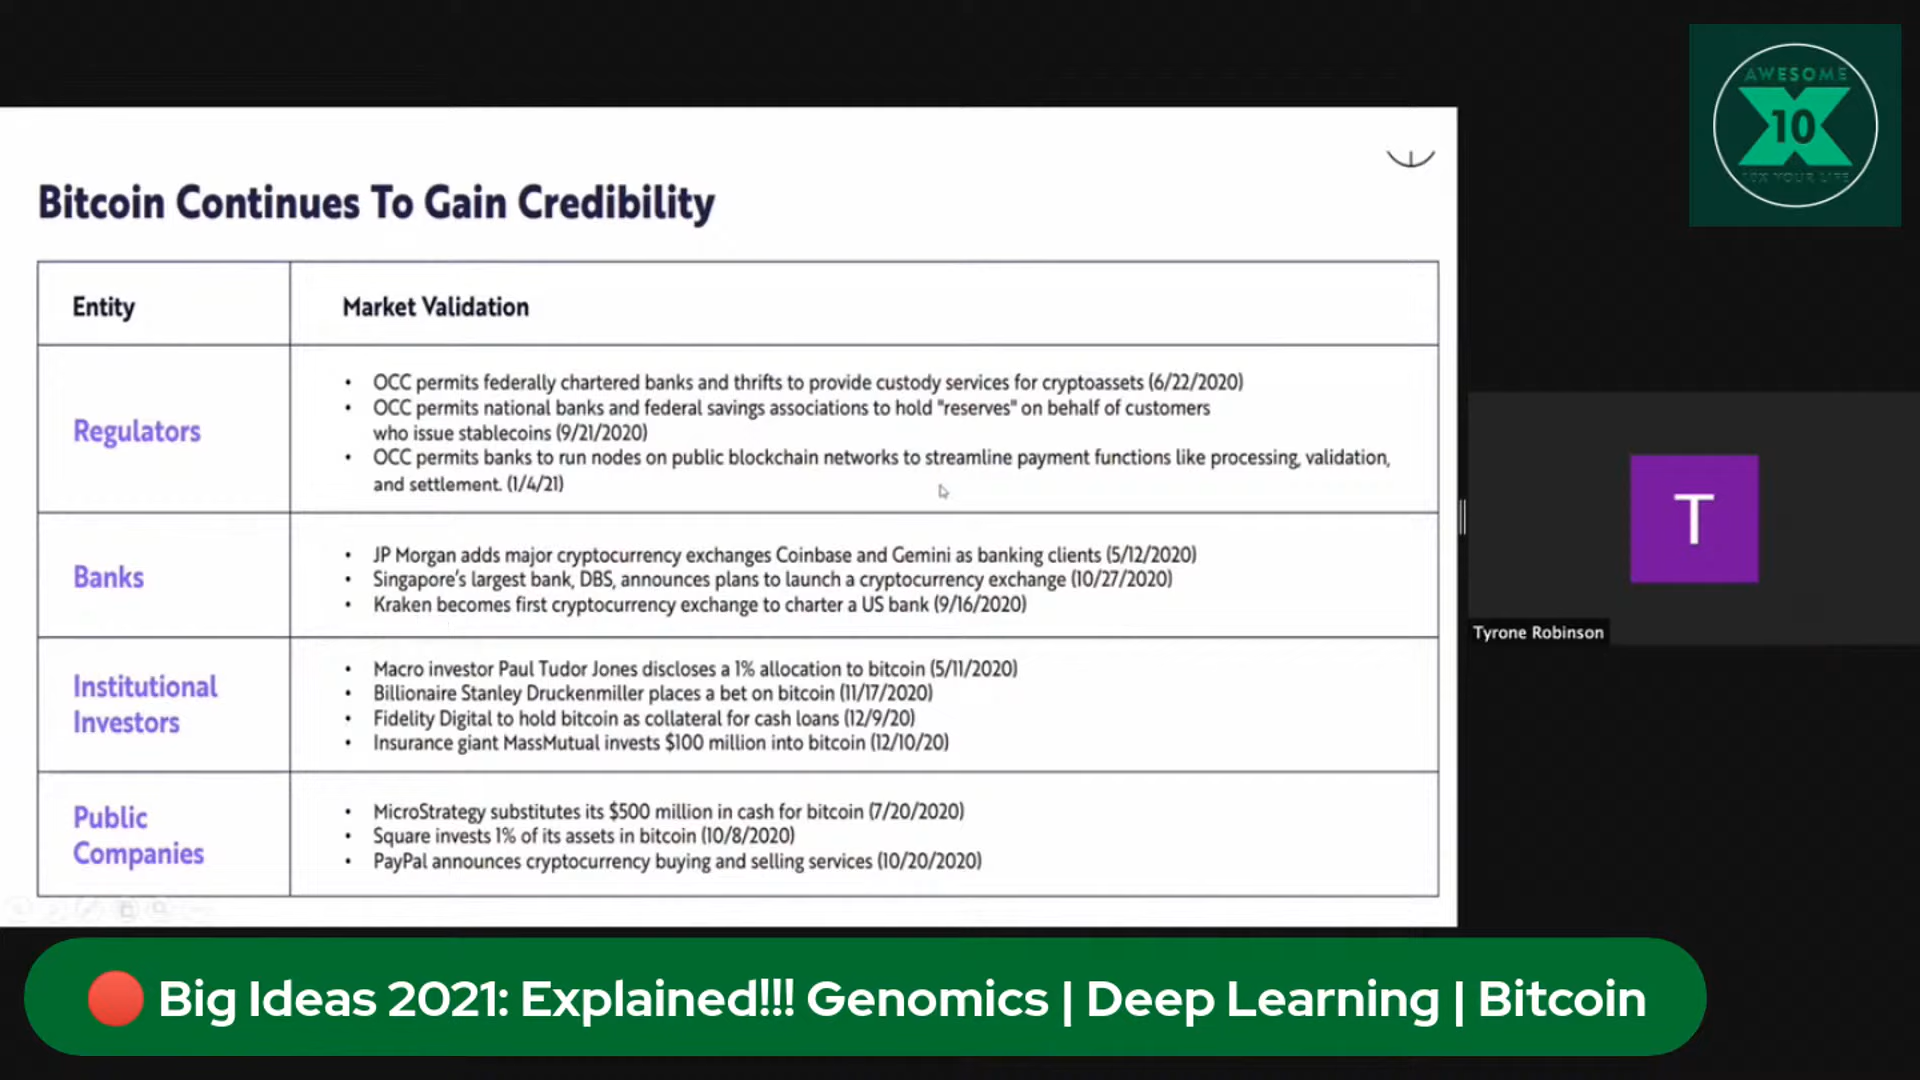 AWESOME
X
10
10X YOUR LIFE
Bitcoin Continues To Gain Credibility
Entity
Market Validation
Regulators
• OCC permits federally chartered banks and thrifts to provide custody services for cryptoassets (6/22/2020)
• OCC permits national banks and federal savings associations to hold "reserves" on behalf of customers
who issue stablecoins (9/21/2020)
• OCC permits banks to run nodes on public blockchain networks to streamline payment functions like processing, validation,
and settlement. (1/4/21)
Banks
• JP Morgan adds major cryptocurrency exchanges Coinbase and Gemini as banking clients (5/12/2020)
• Singapore's largest bank, DBS, announces plans to launch a cryptocurrency exchange (10/27/2020)
• Kraken becomes first cryptocurrency exchange to charter a US bank (9/16/2020)
Institutional
Investors
• Macro investor Paul Tudor Jones discloses a 1% allocation to bitcoin (5/11/2020)
• Billionaire Stanley Druckenmiller places a bet on bitcoin (11/17/2020)
• Fidelity Digital to hold bitcoin as collateral for cash loans (12/9/20)
• Insurance giant MassMutual invests $100 million into bitcoin (12/10/20)
Public
Companies
• MicroStrategy substitutes its $500 million in cash for bitcoin (7/20/2020)
• Square invests 1% of its assets in bitcoin (10/8/2020)
• PayPal announces cryptocurrency buying and selling services (10/20/2020)
T
Tyrone Robinson
Big Ideas 2021: Explained!!! Genomics | Deep Learning | Bitcoin